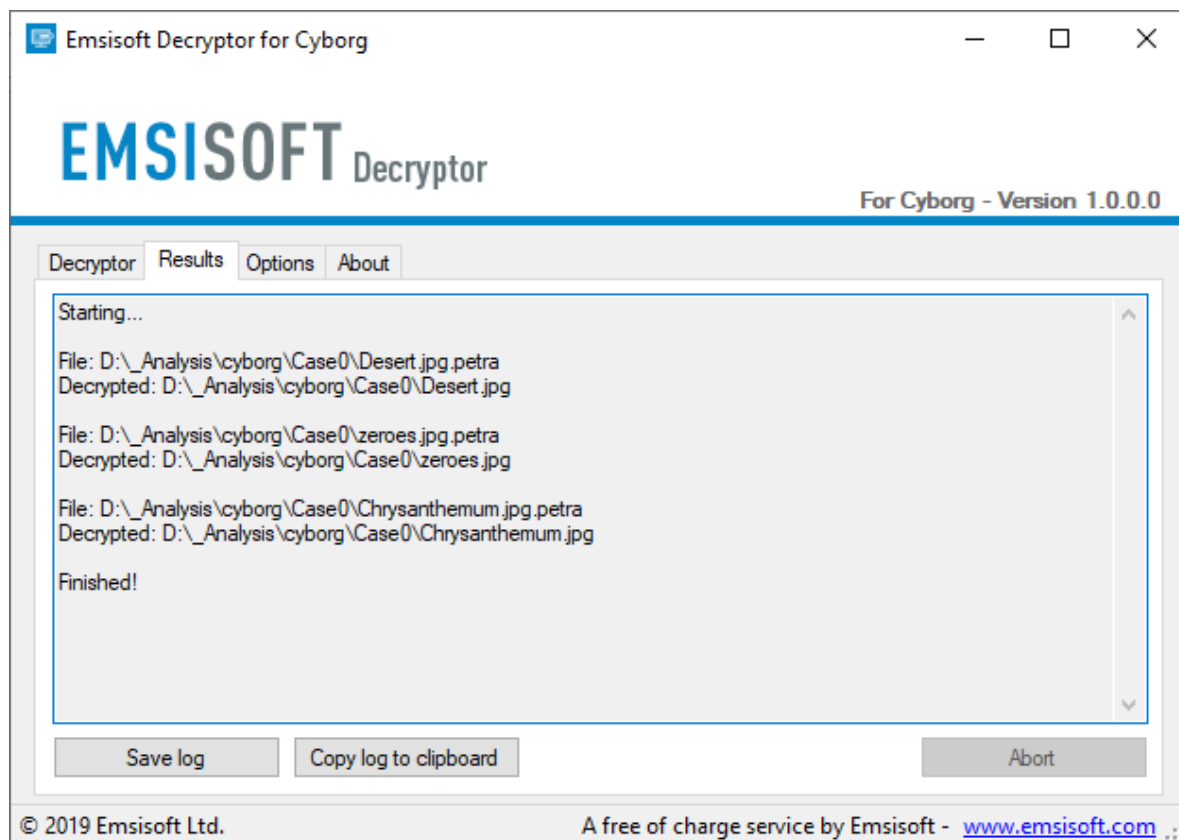 Emsisoft Decryptor for Cyborg
EMSISOFT Decryptor
For Cyborg - Version 1.0.0.0
Decryptor Results Options About
Starting...
File: D:\_Analysis\cyborg\Case0\Desert.jpg.petra
Decrypted: D:\_Analysis\cyborg\Case0\Desert.jpg
File: D:\_Analysis\cyborg\Case0\zeroes.jpg.petra
Decrypted: D:\_Analysis\cyborg\Case0\zeroes.jpg
File: D:\_Analysis\cyborg\Case0\Chrysanthemum.jpg.petra
Decrypted: D:\_Analysis\cyborg\Case0\Chrysanthemum.jpg
Finished!
Save log Copy log to clipboard Abort
© 2019 Emsisoft Ltd. A free of charge service by Emsisoft - www.emsisoft.com